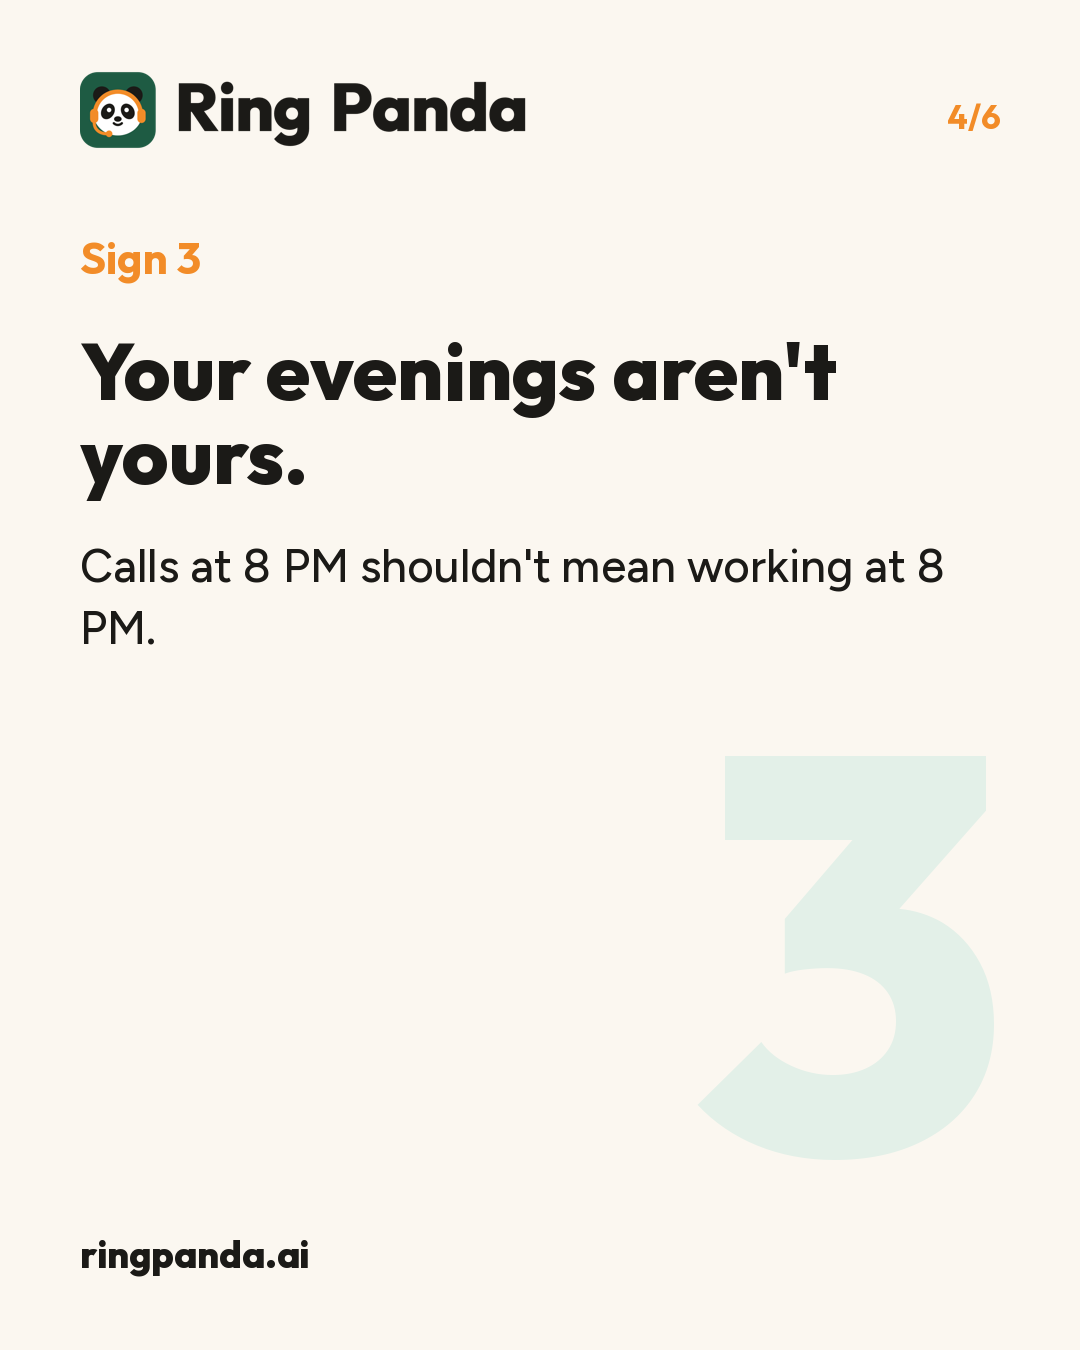 Ring Panda
4/6
Sign 3
Your evenings aren't
yours.
Calls at 8 PM shouldn't mean working at 8
PM.
3
ringpanda.ai